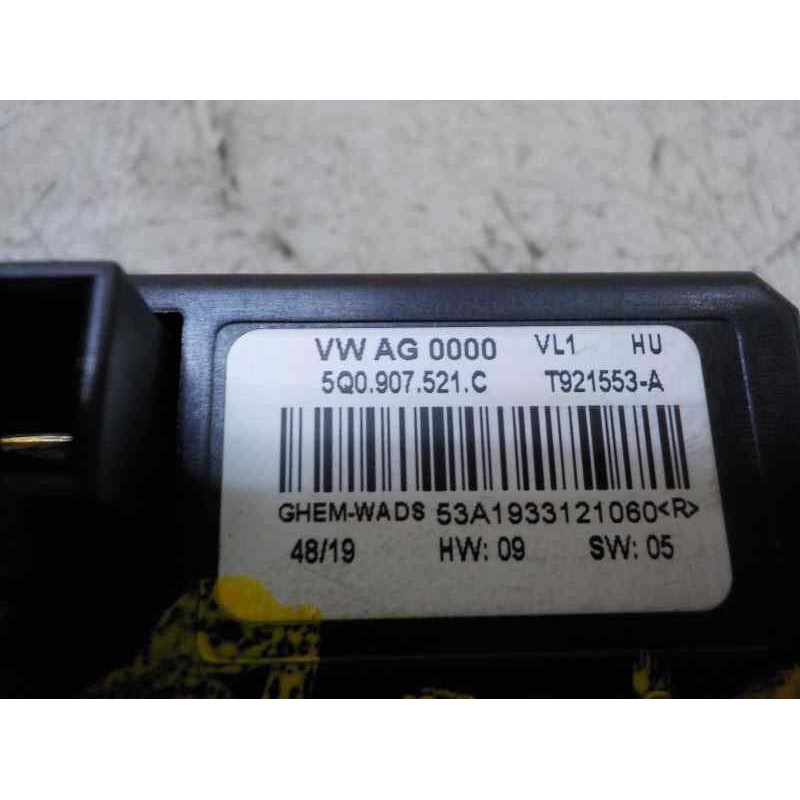 VW AG 0000 VL1 HU
5Q0.907.521.C T921553-A
GHEM-WADS 53A1933121060<R>
48/19 HW: 09 SW: 05